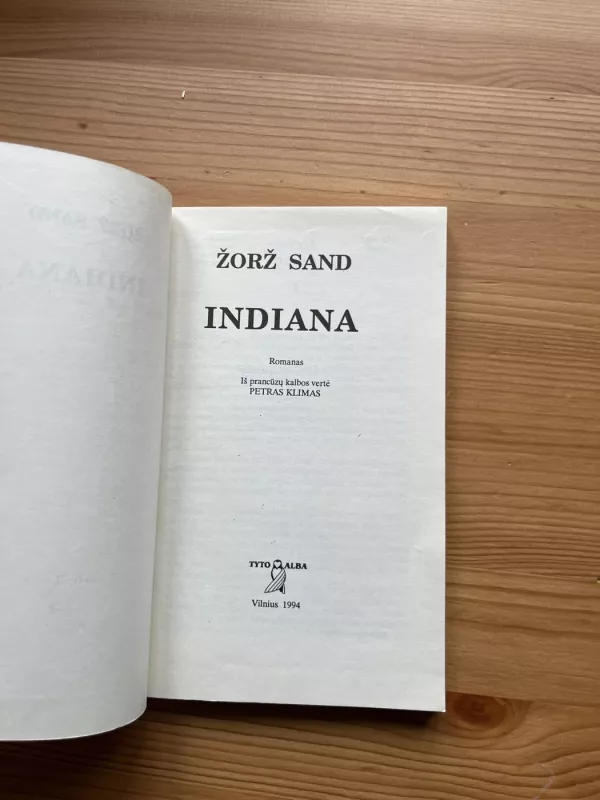 ŽORŽ SAND
INDIANA
Romanas
Iš prancūzų kalbos vertė
PETRAS KLIMAS
TYTO ALBA
Vilnius 1994